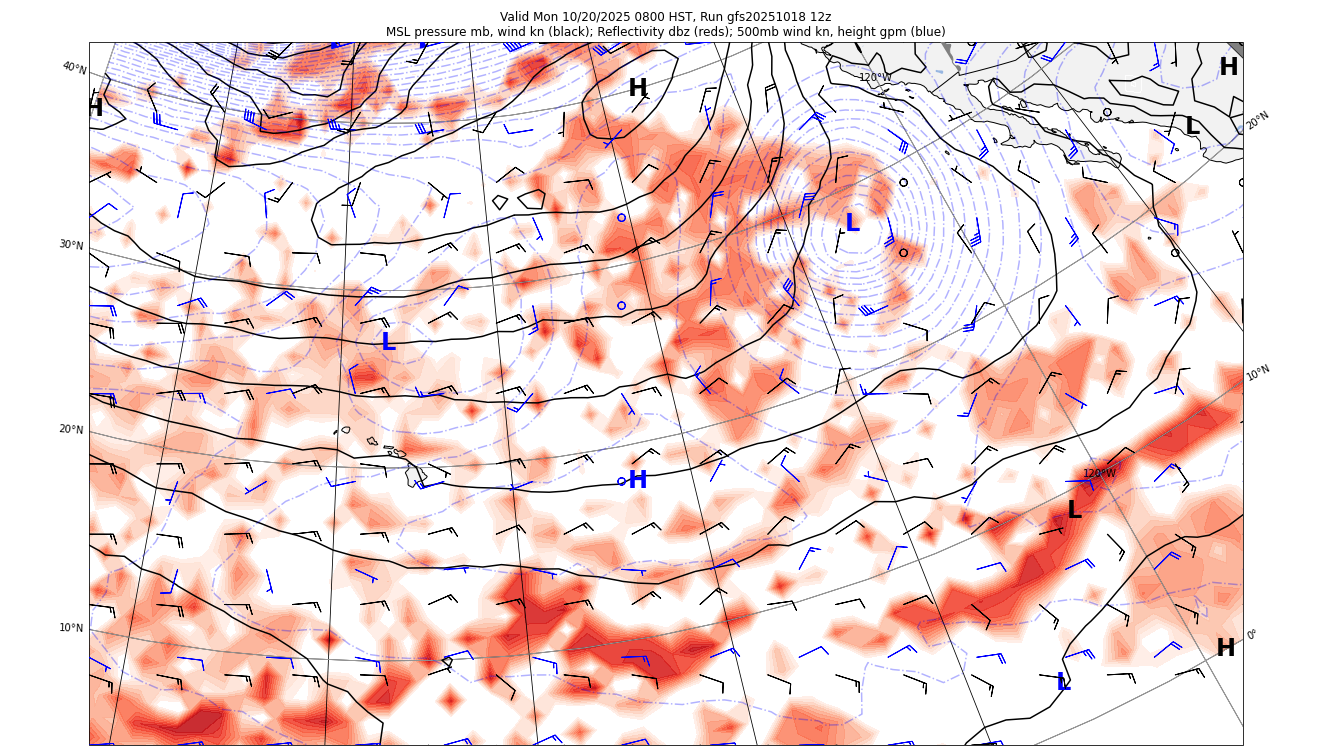 Valid Mon 10/20/2025 0800 HST, Run gfs20251018 12z
MSL pressure mb, wind kn (black); Reflectivity dbz (reds); 500mb wind kn, height gpm (blue)
40°N
H
H
120°W
H
L
20°N
30°N
L
L
10°N
20°N
H
120°W
L
10°N
H
0°
L